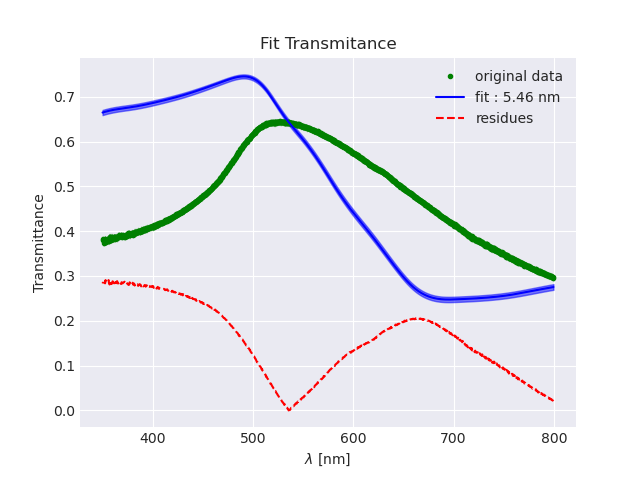 Fit Transmitance
original data
fit : 5.46 nm
residues
Transmittance
0.7
0.6
0.5
0.4
0.3
0.2
0.1
0.0
400 500 600 700 800
λ [nm]